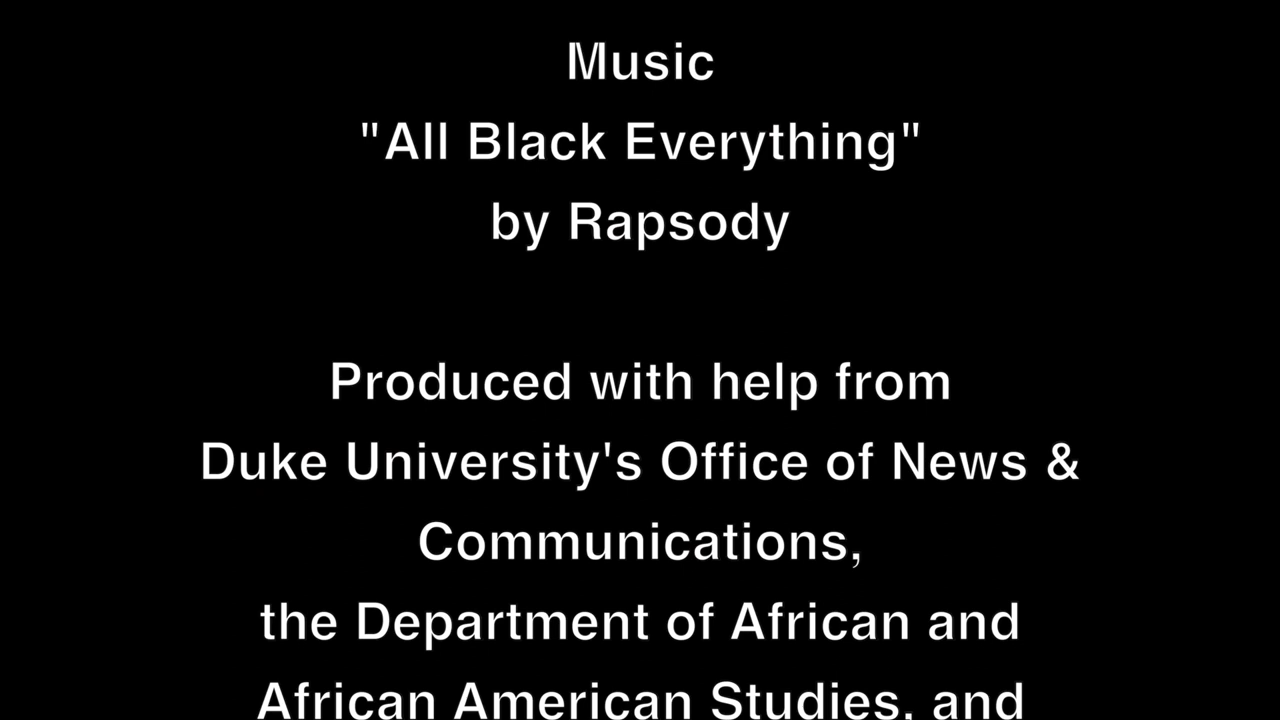 Music
"All Black Everything"
by Rapsody
Produced with help from
Duke University's Office of News &
Communications,
the Department of African and
African American Studies, and